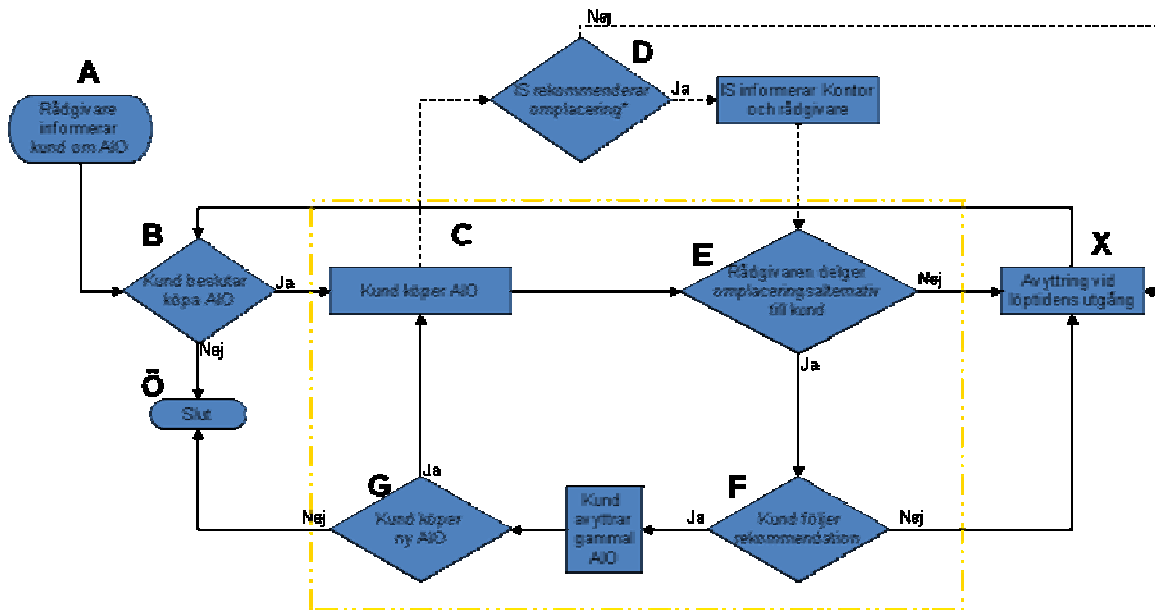 Nej
A
D
Rådgivare
informerar
kund om AIO
IS rekommenderar
omplacering*
Ja
IS informerar Kontor
och rådgivare
B
C
E
X
Kund beslutar
köpa AIO
Ja
Kund köper AIO
Rådgivaren delger
omplaceringsalternativ
till kund
Nej
Avyttring vid
löptidens utgång
Nej
Ja
Ö
Slut
Ja
G
F
Nej
Kund köper
ny AIO
Kund
avyttrar
gammal
AIO
Ja
Kund följer
rekommendation
Nej